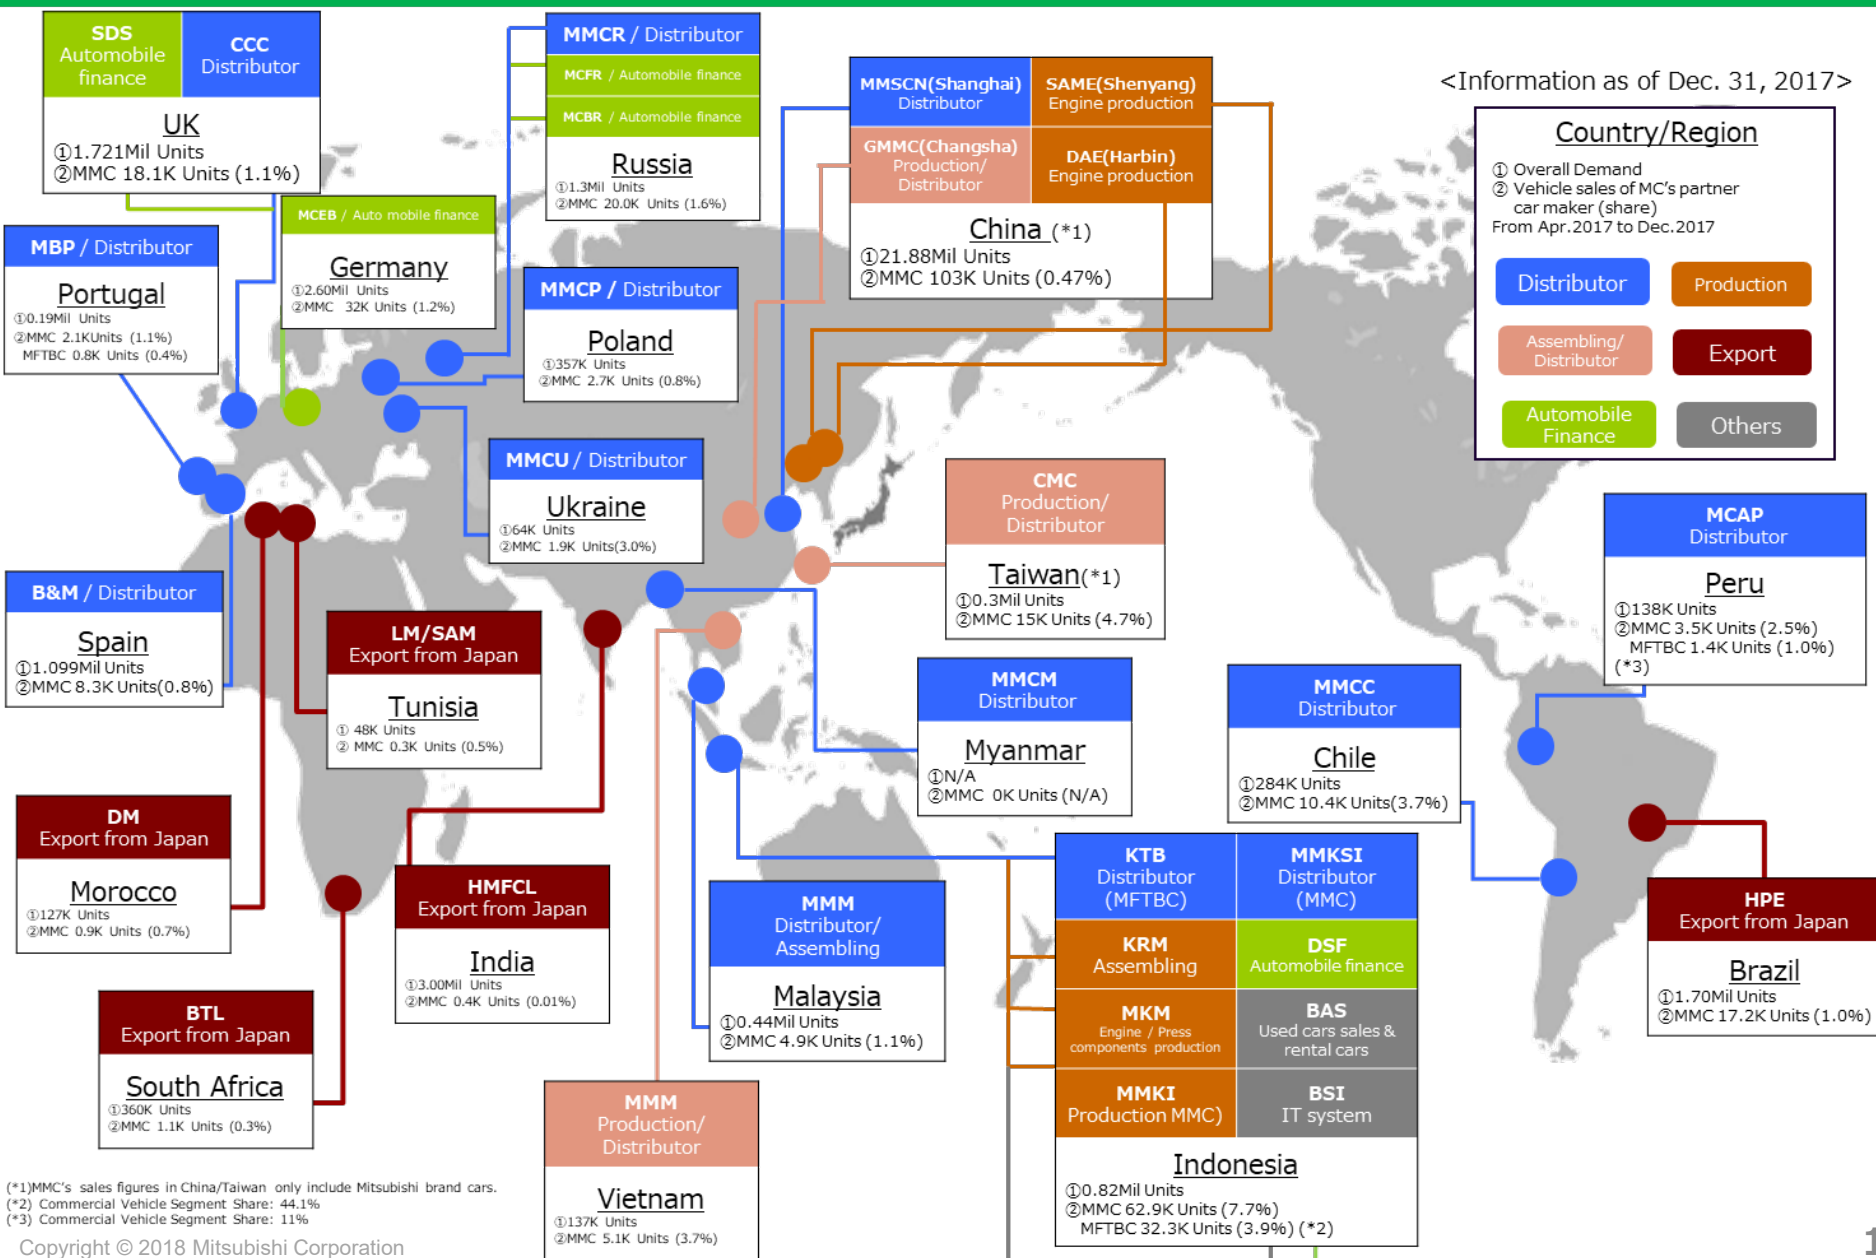 SDS
Automobile
finance
CCC
Distributor
UK
①1.721Mil Units
②MMC 18.1K Units (1.1%)
MMCR / Distributor
MCFR / Automobile finance
MCBR / Automobile finance
Russia
①1.3Mil Units
②MMC 20.0K Units (1.6%)
MMSCN(Shanghai)
Distributor
SAME(Shenyang)
Engine production
GMMC(Changsha)
Production/
Distributor
DAE(Harbin)
Engine production
China (*1)
①21.88Mil Units
②MMC 103K Units (0.47%)
<Information as of Dec. 31, 2017>
Country/Region
① Overall Demand
② Vehicle sales of MC's partner
car maker (share)
From Apr.2017 to Dec.2017
Distributor
Production
Assembling/
Distributor
Export
Automobile
Finance
Others
MCEB / Auto mobile finance
Germany
①2.60Mil Units
②MMC 32K Units (1.2%)
MBP / Distributor
Portugal
①0.19Mil Units
②MMC 2.1KUnits (1.1%)
MFTBC 0.8K Units (0.4%)
MMCP / Distributor
Poland
①357K Units
②MMC 2.7K Units (0.8%)
MMCU / Distributor
Ukraine
①64K Units
②MMC 1.9K Units(3.0%)
CMC
Production/
Distributor
Taiwan(*1)
①0.3Mil Units
②MMC 15K Units (4.7%)
MCAP
Distributor
Peru
①138K Units
②MMC 3.5K Units (2.5%)
MFTBC 1.4K Units (1.0%)
(*3)
B&M / Distributor
Spain
①1.099Mil Units
②MMC 8.3K Units(0.8%)
LM/SAM
Export from Japan
Tunisia
① 48K Units
② MMC 0.3K Units (0.5%)
MMCM
Distributor
Myanmar
①N/A
②MMC 0K Units (N/A)
MMCC
Distributor
Chile
①284K Units
②MMC 10.4K Units(3.7%)
DM
Export from Japan
Morocco
①127K Units
②MMC 0.9K Units (0.7%)
HMFCL
Export from Japan
India
①3.00Mil Units
②MMC 0.4K Units (0.01%)
MMM
Distributor/
Assembling
Malaysia
①0.44Mil Units
②MMC 4.9K Units (1.1%)
KTB
Distributor
(MFTBC)
MMKSI
Distributor
(MMC)
KRM
Assembling
DSF
Automobile finance
MKM
Engine / Press
components production
BAS
Used cars sales &
rental cars
MMKI
Production MMC)
BSI
IT system
Indonesia
①0.82Mil Units
②MMC 62.9K Units (7.7%)
MFTBC 32.3K Units (3.9%) (*2)
HPE
Export from Japan
Brazil
①1.70Mil Units
②MMC 17.2K Units (1.0%)
BTL
Export from Japan
South Africa
①360K Units
②MMC 1.1K Units (0.3%)
MMM
Production/
Distributor
Vietnam
①137K Units
②MMC 5.1K Units (3.7%)
(*1)MMC's sales figures in China/Taiwan only include Mitsubishi brand cars.
(*2) Commercial Vehicle Segment Share: 44.1%
(*3) Commercial Vehicle Segment Share: 11%
Copyright © 2018 Mitsubishi Corporation